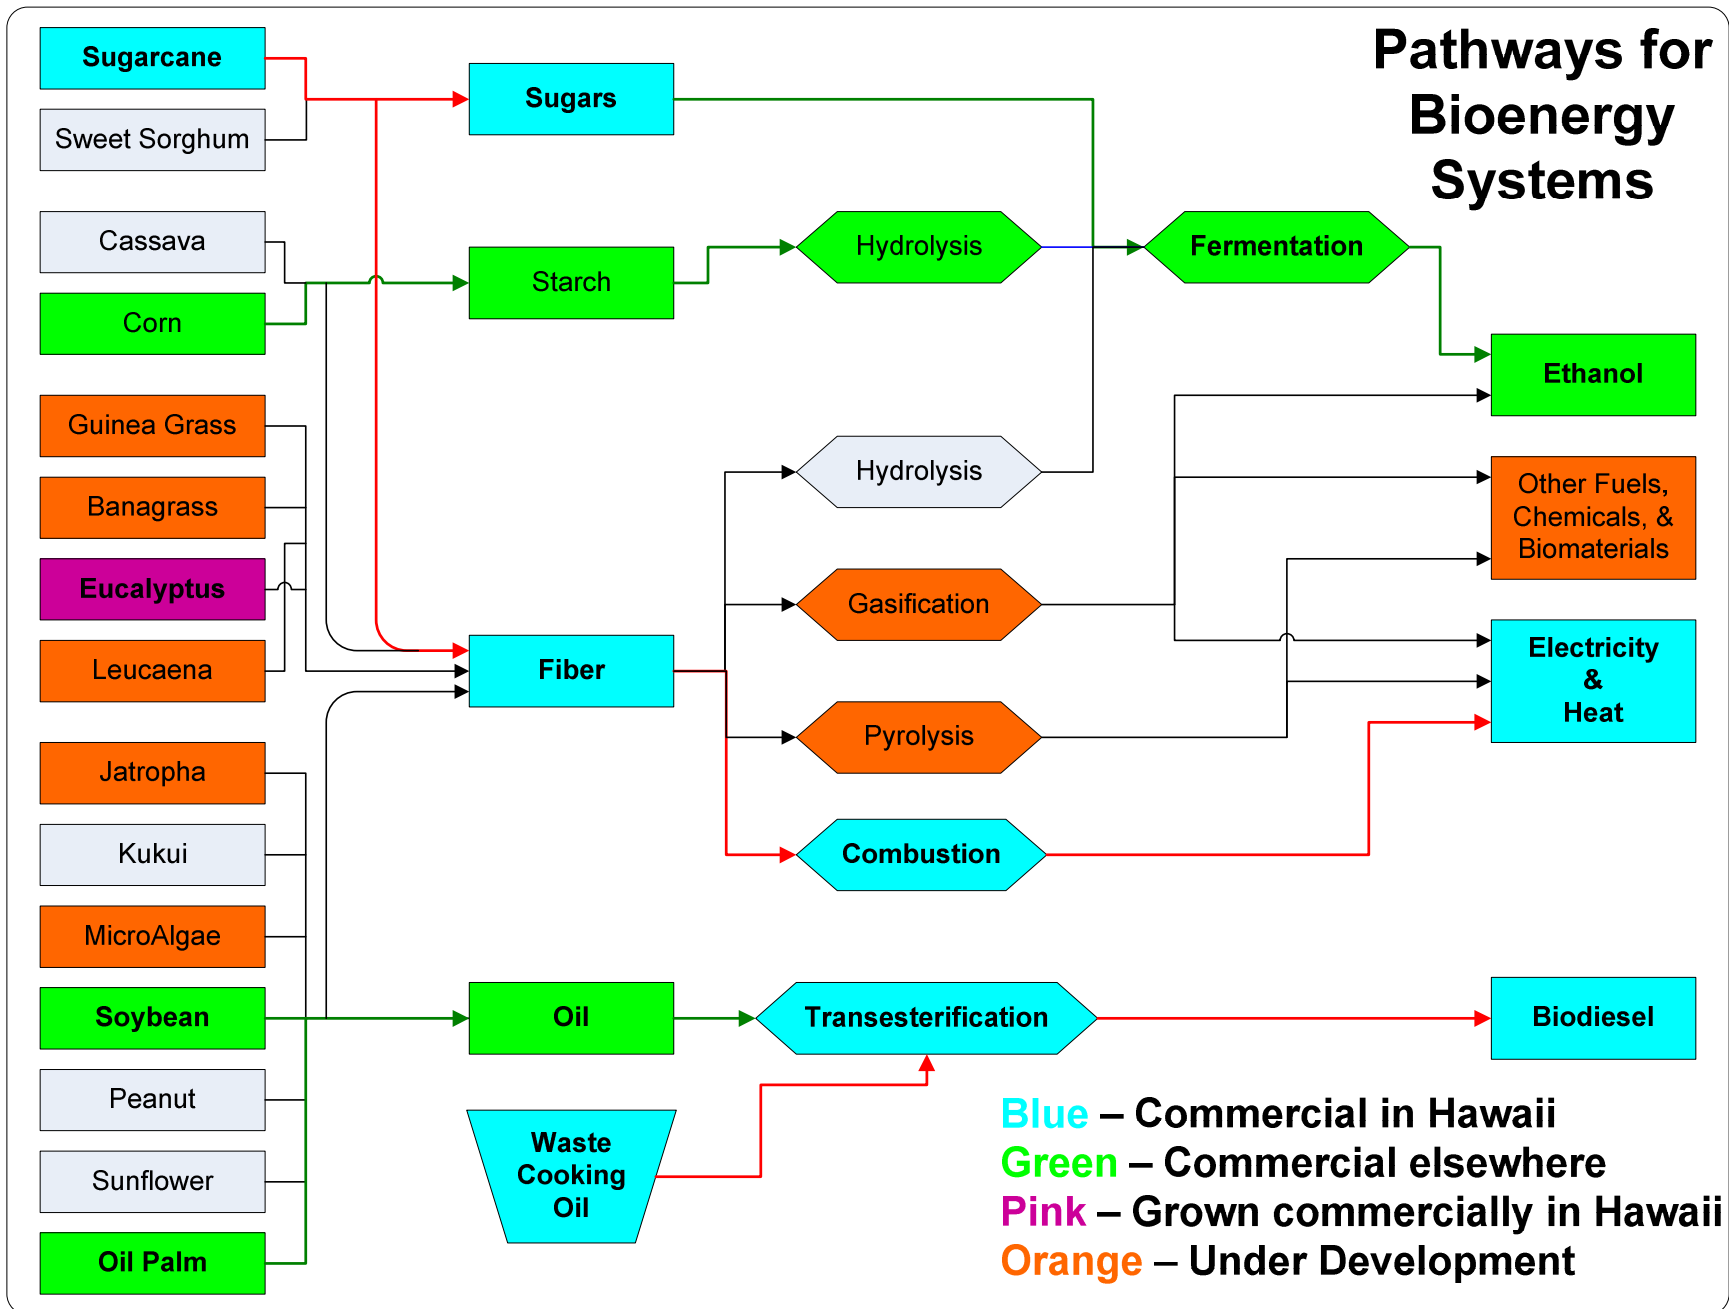 Pathways for
Bioenergy
Systems
Sugarcane
Sweet Sorghum
Cassava
Corn
Guinea Grass
Banagrass
Eucalyptus
Leucaena
Jatropha
Kukui
MicroAlgae
Soybean
Peanut
Sunflower
Oil Palm
Sugars
Starch
Fiber
Oil
Waste
Cooking
Oil
Hydrolysis
Hydrolysis
Gasification
Pyrolysis
Combustion
Transesterification
Fermentation
Ethanol
Other Fuels,
Chemicals, &
Biomaterials
Electricity
&
Heat
Biodiesel
Blue – Commercial in Hawaii
Green – Commercial elsewhere
Pink – Grown commercially in Hawaii
Orange – Under Development